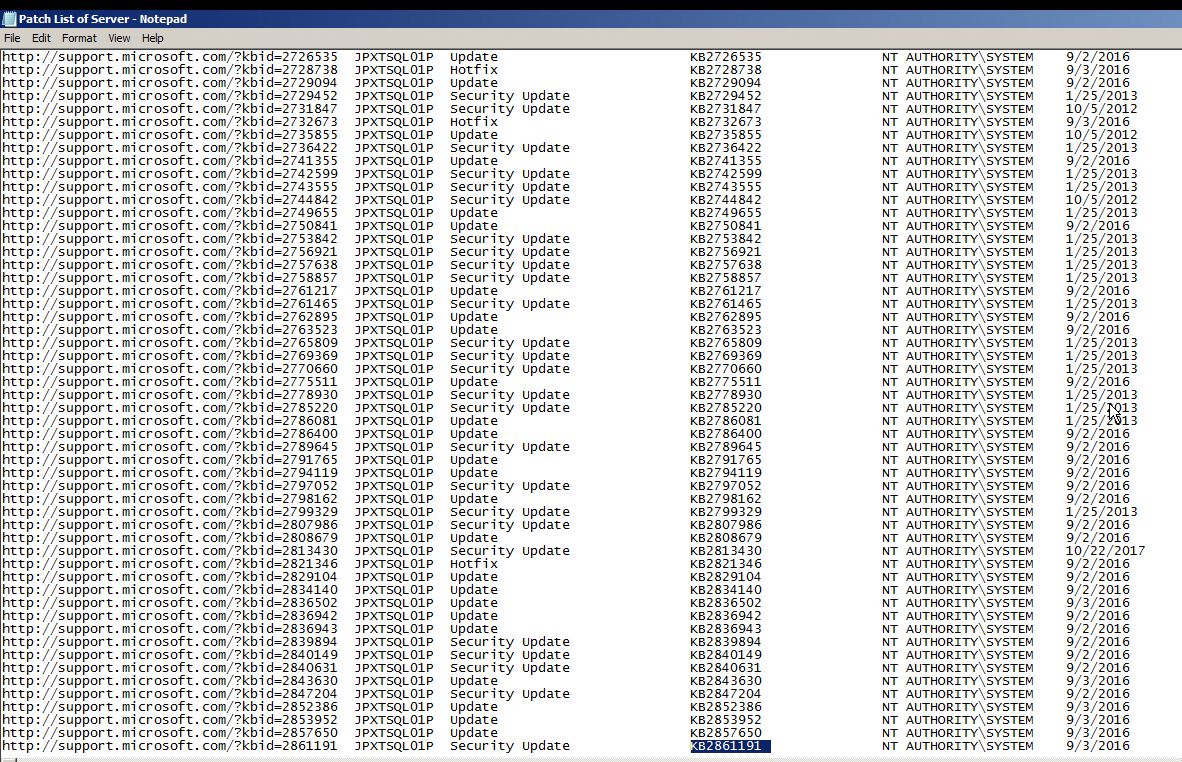 Patch List of Server - Notepad
File Edit Format View Help
http://support.microsoft.com/?kbid=2726535 JPXTSQL01P Update KB2726535 NT AUTHORITY\SYSTEM 9/2/2016
http://support.microsoft.com/?kbid=2728738 JPXTSQL01P Hotfix KB2728738 NT AUTHORITY\SYSTEM 9/3/2016
http://support.microsoft.com/?kbid=2729094 JPXTSQL01P Update KB2729094 NT AUTHORITY\SYSTEM 9/2/2016
http://support.microsoft.com/?kbid=2729452 JPXTSQL01P Security Update KB2729452 NT AUTHORITY\SYSTEM 1/25/2013
http://support.microsoft.com/?kbid=2731847 JPXTSQL01P Security Update KB2731847 NT AUTHORITY\SYSTEM 10/5/2012
http://support.microsoft.com/?kbid=2732673 JPXTSQL01P Hotfix KB2732673 NT AUTHORITY\SYSTEM 9/3/2016
http://support.microsoft.com/?kbid=2735855 JPXTSQL01P Update KB2735855 NT AUTHORITY\SYSTEM 10/5/2012
http://support.microsoft.com/?kbid=2736422 JPXTSQL01P Security Update KB2736422 NT AUTHORITY\SYSTEM 1/25/2013
http://support.microsoft.com/?kbid=2741355 JPXTSQL01P Update KB2741355 NT AUTHORITY\SYSTEM 9/2/2016
http://support.microsoft.com/?kbid=2742599 JPXTSQL01P Security Update KB2742599 NT AUTHORITY\SYSTEM 1/25/2013
http://support.microsoft.com/?kbid=2743555 JPXTSQL01P Security Update KB2743555 NT AUTHORITY\SYSTEM 1/25/2013
http://support.microsoft.com/?kbid=2744842 JPXTSQL01P Security Update KB2744842 NT AUTHORITY\SYSTEM 10/5/2012
http://support.microsoft.com/?kbid=2749655 JPXTSQL01P Update KB2749655 NT AUTHORITY\SYSTEM 1/25/2013
http://support.microsoft.com/?kbid=2750841 JPXTSQL01P Update KB2750841 NT AUTHORITY\SYSTEM 9/2/2016
http://support.microsoft.com/?kbid=2753842 JPXTSQL01P Security Update KB2753842 NT AUTHORITY\SYSTEM 1/25/2013
http://support.microsoft.com/?kbid=2756921 JPXTSQL01P Security Update KB2756921 NT AUTHORITY\SYSTEM 1/25/2013
http://support.microsoft.com/?kbid=2757638 JPXTSQL01P Security Update KB2757638 NT AUTHORITY\SYSTEM 1/25/2013
http://support.microsoft.com/?kbid=2758857 JPXTSQL01P Security Update KB2758857 NT AUTHORITY\SYSTEM 1/25/2013
http://support.microsoft.com/?kbid=2761217 JPXTSQL01P Update KB2761217 NT AUTHORITY\SYSTEM 9/2/2016
http://support.microsoft.com/?kbid=2761465 JPXTSQL01P Security Update KB2761465 NT AUTHORITY\SYSTEM 1/25/2013
http://support.microsoft.com/?kbid=2762895 JPXTSQL01P Update KB2762895 NT AUTHORITY\SYSTEM 9/2/2016
http://support.microsoft.com/?kbid=2763523 JPXTSQL01P Update KB2763523 NT AUTHORITY\SYSTEM 9/2/2016
http://support.microsoft.com/?kbid=2765809 JPXTSQL01P Security Update KB2765809 NT AUTHORITY\SYSTEM 1/25/2013
http://support.microsoft.com/?kbid=2769369 JPXTSQL01P Security Update KB2769369 NT AUTHORITY\SYSTEM 1/25/2013
http://support.microsoft.com/?kbid=2770660 JPXTSQL01P Security Update KB2770660 NT AUTHORITY\SYSTEM 1/25/2013
http://support.microsoft.com/?kbid=2775511 JPXTSQL01P Update KB2775511 NT AUTHORITY\SYSTEM 9/2/2016
http://support.microsoft.com/?kbid=2778930 JPXTSQL01P Security Update KB2778930 NT AUTHORITY\SYSTEM 1/25/2013
http://support.microsoft.com/?kbid=2785220 JPXTSQL01P Security Update KB2785220 NT AUTHORITY\SYSTEM 1/25/2013
http://support.microsoft.com/?kbid=2786081 JPXTSQL01P Update KB2786081 NT AUTHORITY\SYSTEM 1/25/2013
http://support.microsoft.com/?kbid=2786400 JPXTSQL01P Update KB2786400 NT AUTHORITY\SYSTEM 9/2/2016
http://support.microsoft.com/?kbid=2789645 JPXTSQL01P Security Update KB2789645 NT AUTHORITY\SYSTEM 9/2/2016
http://support.microsoft.com/?kbid=2791765 JPXTSQL01P Update KB2791765 NT AUTHORITY\SYSTEM 9/2/2016
http://support.microsoft.com/?kbid=2794119 JPXTSQL01P Update KB2794119 NT AUTHORITY\SYSTEM 9/2/2016
http://support.microsoft.com/?kbid=2797052 JPXTSQL01P Security Update KB2797052 NT AUTHORITY\SYSTEM 9/2/2016
http://support.microsoft.com/?kbid=2798162 JPXTSQL01P Update KB2798162 NT AUTHORITY\SYSTEM 9/2/2016
http://support.microsoft.com/?kbid=2799329 JPXTSQL01P Security Update KB2799329 NT AUTHORITY\SYSTEM 1/25/2013
http://support.microsoft.com/?kbid=2807986 JPXTSQL01P Update KB2807986 NT AUTHORITY\SYSTEM 9/2/2016
http://support.microsoft.com/?kbid=2808679 JPXTSQL01P Update KB2808679 NT AUTHORITY\SYSTEM 9/2/2016
http://support.microsoft.com/?kbid=2813430 JPXTSQL01P Security Update KB2813430 NT AUTHORITY\SYSTEM 10/22/2017
http://support.microsoft.com/?kbid=2821346 JPXTSQL01P Hotfix KB2821346 NT AUTHORITY\SYSTEM 9/2/2016
http://support.microsoft.com/?kbid=2829104 JPXTSQL01P Update KB2829104 NT AUTHORITY\SYSTEM 9/2/2016
http://support.microsoft.com/?kbid=2834140 JPXTSQL01P Update KB2834140 NT AUTHORITY\SYSTEM 9/2/2016
http://support.microsoft.com/?kbid=2836502 JPXTSQL01P Update KB2836502 NT AUTHORITY\SYSTEM 9/3/2016
http://support.microsoft.com/?kbid=2836942 JPXTSQL01P Update KB2836942 NT AUTHORITY\SYSTEM 9/2/2016
http://support.microsoft.com/?kbid=2836943 JPXTSQL01P Update KB2836943 NT AUTHORITY\SYSTEM 9/2/2016
http://support.microsoft.com/?kbid=2839894 JPXTSQL01P Security Update KB2839894 NT AUTHORITY\SYSTEM 9/2/2016
http://support.microsoft.com/?kbid=2840149 JPXTSQL01P Security Update KB2840149 NT AUTHORITY\SYSTEM 9/2/2016
http://support.microsoft.com/?kbid=2840631 JPXTSQL01P Security Update KB2840631 NT AUTHORITY\SYSTEM 9/2/2016
http://support.microsoft.com/?kbid=2843630 JPXTSQL01P Update KB2843630 NT AUTHORITY\SYSTEM 9/3/2016
http://support.microsoft.com/?kbid=2847204 JPXTSQL01P Security Update KB2847204 NT AUTHORITY\SYSTEM 9/2/2016
http://support.microsoft.com/?kbid=2852386 JPXTSQL01P Update KB2852386 NT AUTHORITY\SYSTEM 9/3/2016
http://support.microsoft.com/?kbid=2853952 JPXTSQL01P Update KB2853952 NT AUTHORITY\SYSTEM 9/3/2016
http://support.microsoft.com/?kbid=2857650 JPXTSQL01P Update KB2857650 NT AUTHORITY\SYSTEM 9/3/2016
http://support.microsoft.com/?kbid=2861191 JPXTSQL01P Security Update KB2861191 NT AUTHORITY\SYSTEM 9/3/2016